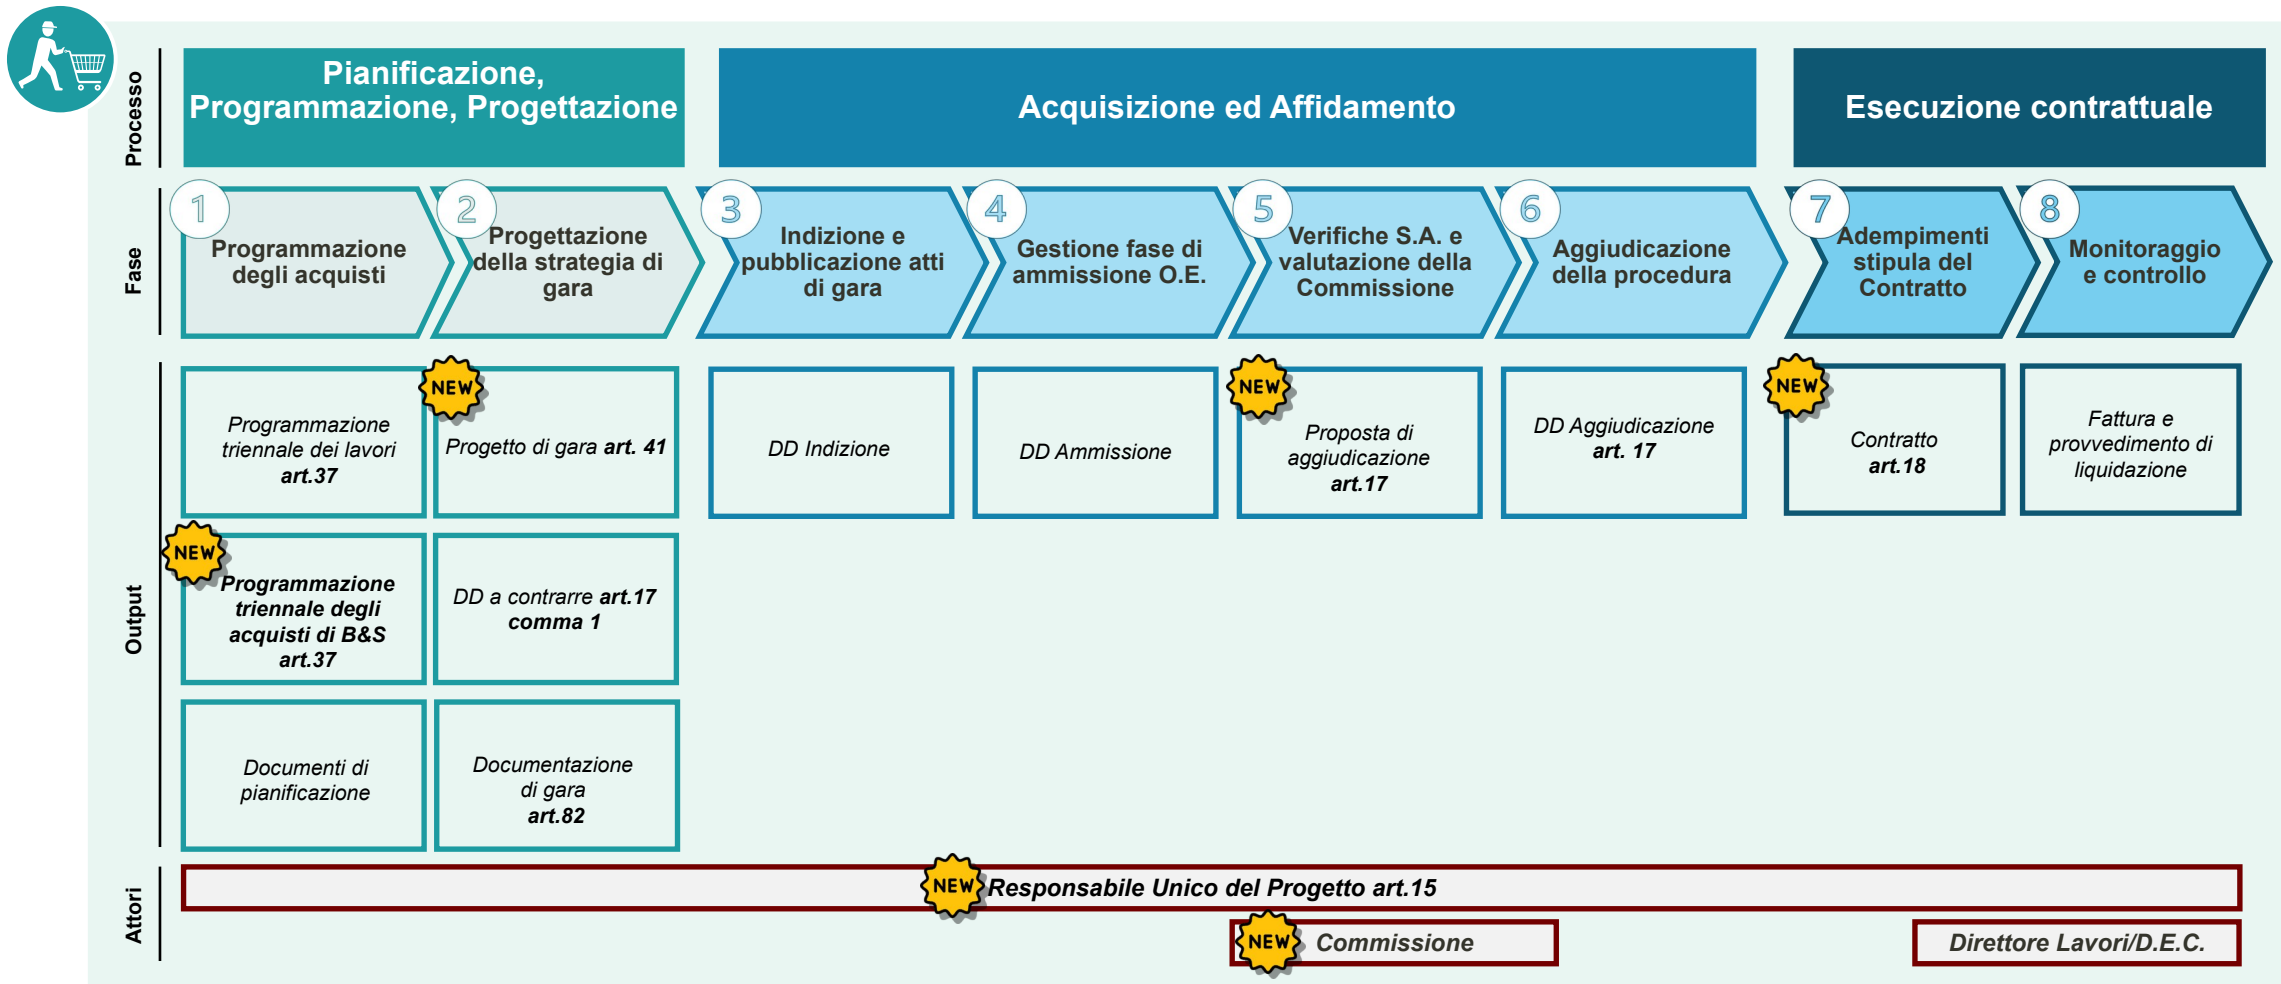 Processo
Pianificazione,
Programmazione, Progettazione
Acquisizione ed Affidamento
Esecuzione contrattuale
Fase
1
Programmazione
degli acquisti
2
Progettazione
della strategia di
gara
3
Indizione e
pubblicazione atti
di gara
4
Gestione fase di
ammissione O.E.
5
Verifiche S.A. e
valutazione della
Commissione
6
Aggiudicazione
della procedura
7
Adempimenti
stipula del
Contratto
8
Monitoraggio
e controllo
Output
Programmazione
triennale dei lavori
art.37
NEW
Progetto di gara art. 41
DD Indizione
DD Ammissione
NEW
Proposta di
aggiudicazione
art.17
DD Aggiudicazione
art. 17
NEW
Contratto
art.18
Fattura e
provvedimento di
liquidazione
NEW
Programmazione
triennale degli
acquisti di B&S
art.37
DD a contrarre art.17
comma 1
Documenti di
pianificazione
Documentazione
di gara
art.82
Attori
NEW Responsabile Unico del Progetto art.15
NEW Commissione
Direttore Lavori/D.E.C.